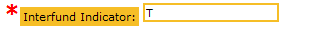 * Interfund Indicator: T